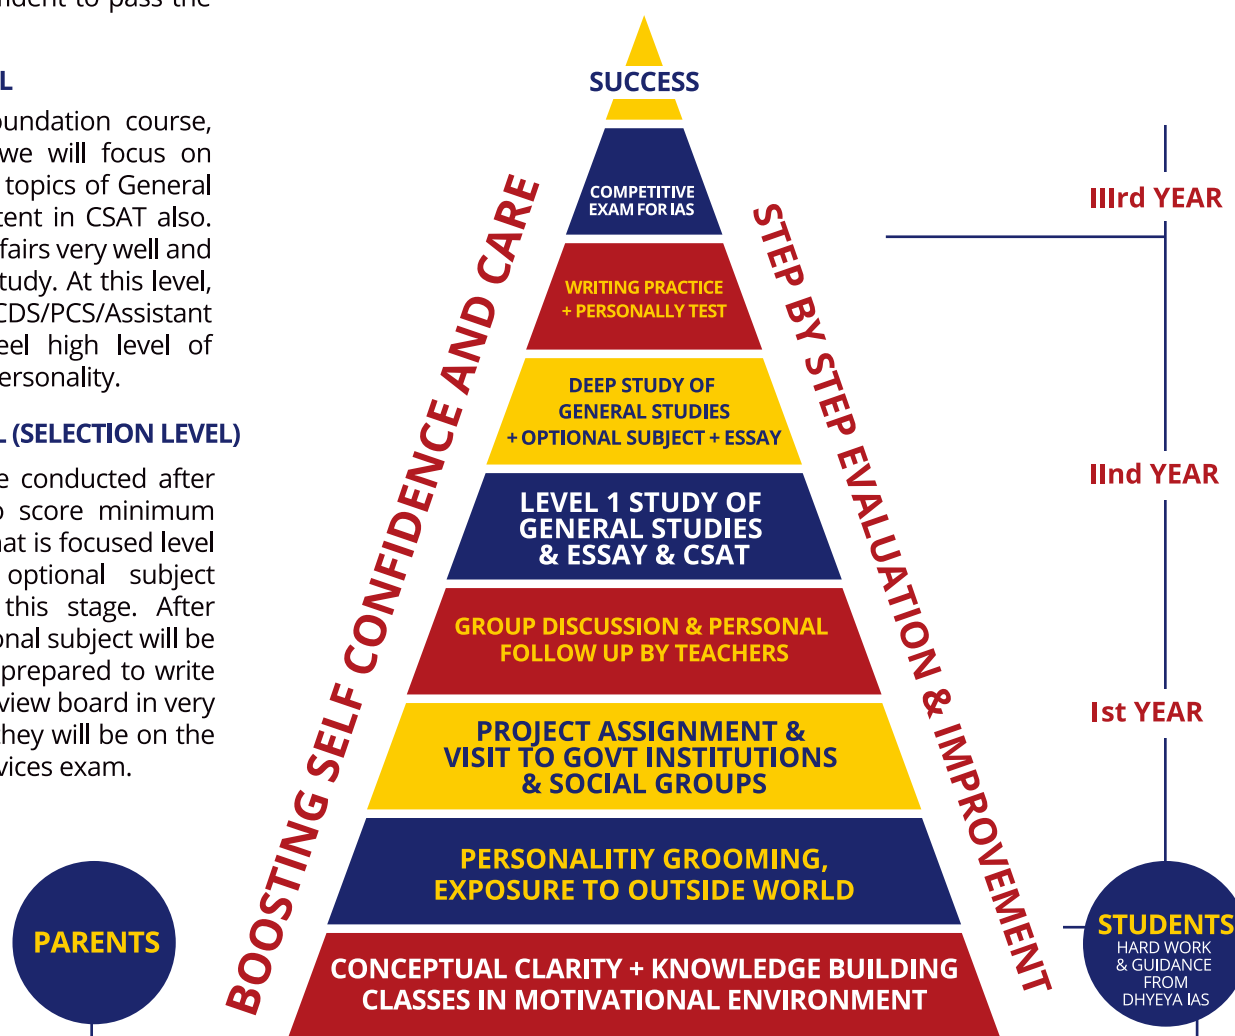 to pass the
L
oundation course,
we will focus on
topics of General
tent in CSAT also.
fairs very well and
tudy. At this level,
CDS/PCS/Assistant
eel high level of
ersonality.
L (SELECTION LEVEL)
e conducted after
o score minimum
hat is focused level
optional subject
this stage. After
onal subject will be
prepared to write
view board in very
they will be on the
vices exam.
PARENTS
BOOSTING SELF CONFIDENCE AND CARE
SUCCESS
COMPETITIVE
EXAM FOR IAS
WRITING PRACTICE
+ PERSONALLY TEST
DEEP STUDY OF
GENERAL STUDIES
+ OPTIONAL SUBJECT + ESSAY
LEVEL 1 STUDY OF
GENERAL STUDIES
& ESSAY & CSAT
GROUP DISCUSSION & PERSONAL
FOLLOW UP BY TEACHERS
PROJECT ASSIGNMENT &
VISIT TO GOVT INSTITUTIONS
& SOCIAL GROUPS
PERSONALITIY GROOMING,
EXPOSURE TO OUTSIDE WORLD
CONCEPTUAL CLARITY + KNOWLEDGE BUILDING
CLASSES IN MOTIVATIONAL ENVIRONMENT
STEP BY STEP EVALUATION & IMPROVEMENT
IIIrd YEAR
IInd YEAR
Ist YEAR
STUDENTS
HARD WORK
& GUIDANCE
FROM
DHYEYA IAS